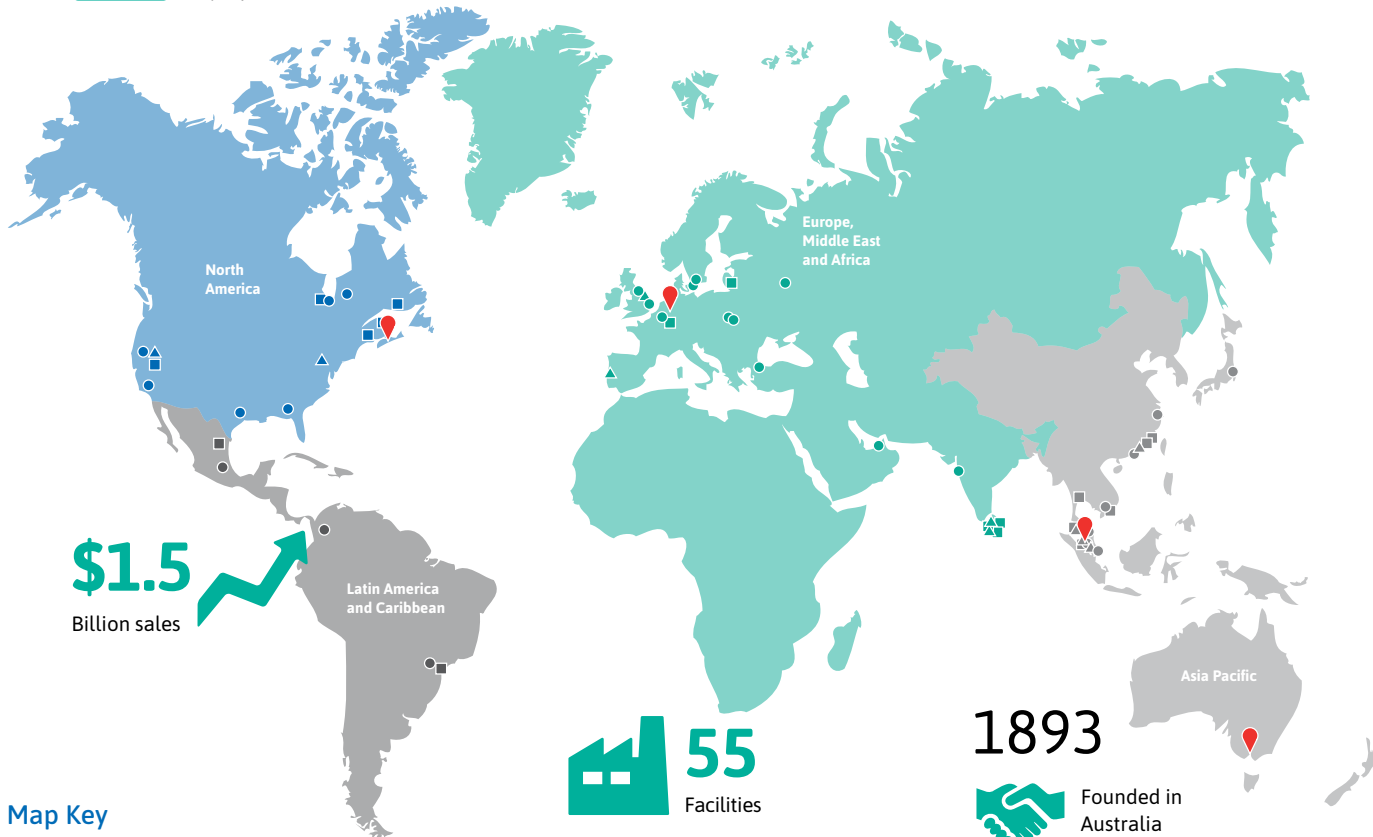 North
America
Europe,
Middle East
and Africa
$1.5
Billion sales
Latin America
and Caribbean
Asia Pacific
55
Facilities
1893
Founded in
Australia
Map Key